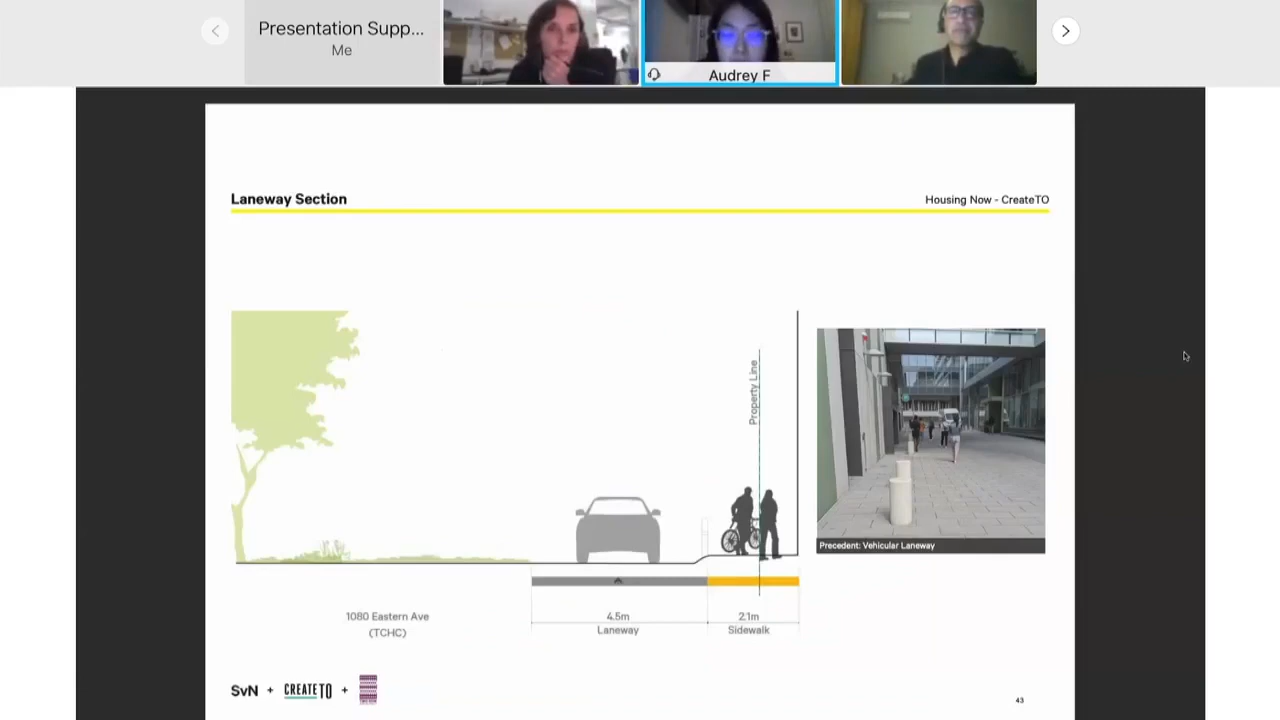 Presentation Supp...
Me
Audrey F
Laneway Section
Housing Now - CreateTO
Property Line
Precedent: Vehicular Laneway
1080 Eastern Ave
(TCHC)
4.5m
Laneway
2.1m
Sidewalk
SvN + CREATETO +
43